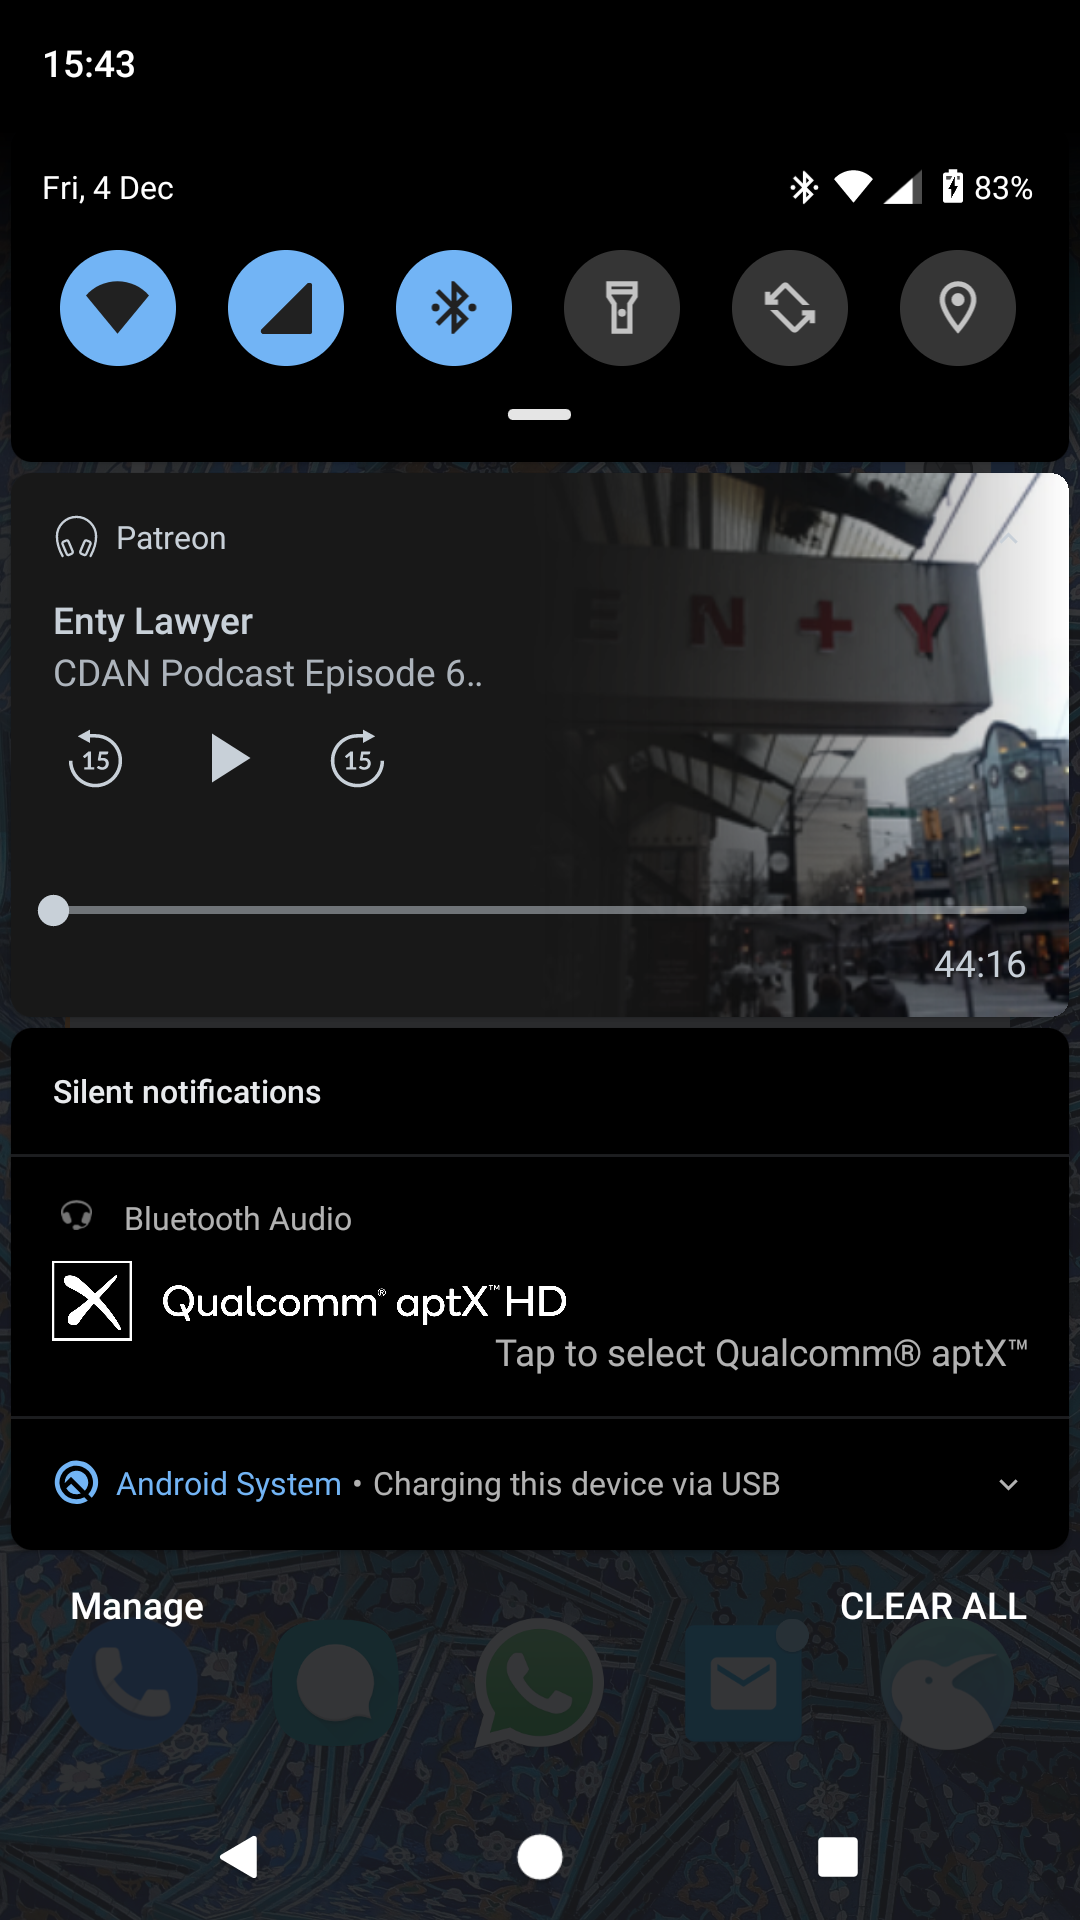 15:43
Fri, 4 Dec
83%
Patreon
EN+Y
Enty Lawyer
CDAN Podcast Episode 6..
15
15
44:16
Silent notifications
Bluetooth Audio
Qualcomm® aptX™ HD
Tap to select Qualcomm® aptX™
Android System • Charging this device via USB
Manage
CLEAR ALL